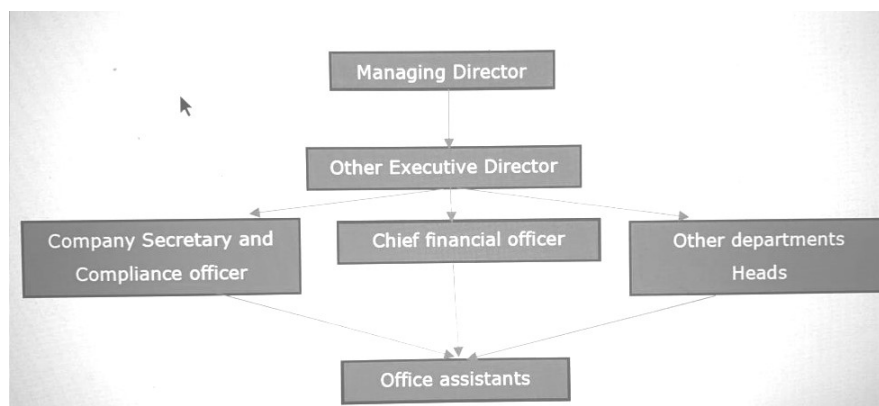 Managing Director
Other Executive Director
Company Secretary and
Compliance officer
Chief financial officer
Other departments
Heads
Office assistants